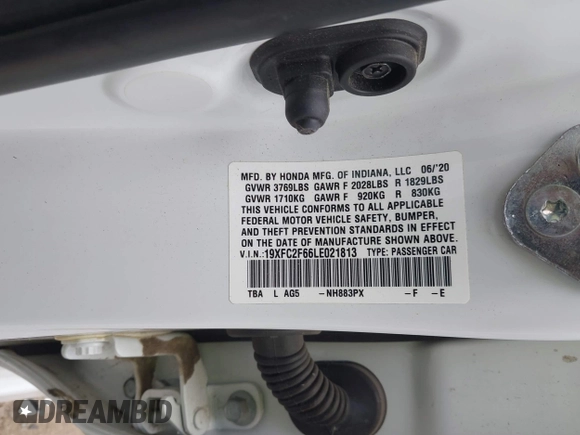 MFD. BY HONDA MFG. OF INDIANA, LLC 06/'20
GVWR 3769LBS GAWR F 2028LBS R 1829LBS
GVWR 1710KG GAWR F 920KG R 830KG
THIS VEHICLE CONFORMS TO ALL APPLICABLE
FEDERAL MOTOR VEHICLE SAFETY, BUMPER,
AND THEFT PREVENTION STANDARDS IN EFFECT
ON THE DATE OF MANUFACTURE SHOWN ABOVE.
V.I.N.:19XFC2F66LE021813 TYPE: PASSENGER CAR
TBA L AG5 -NH883PX -F -E
DREAMBID